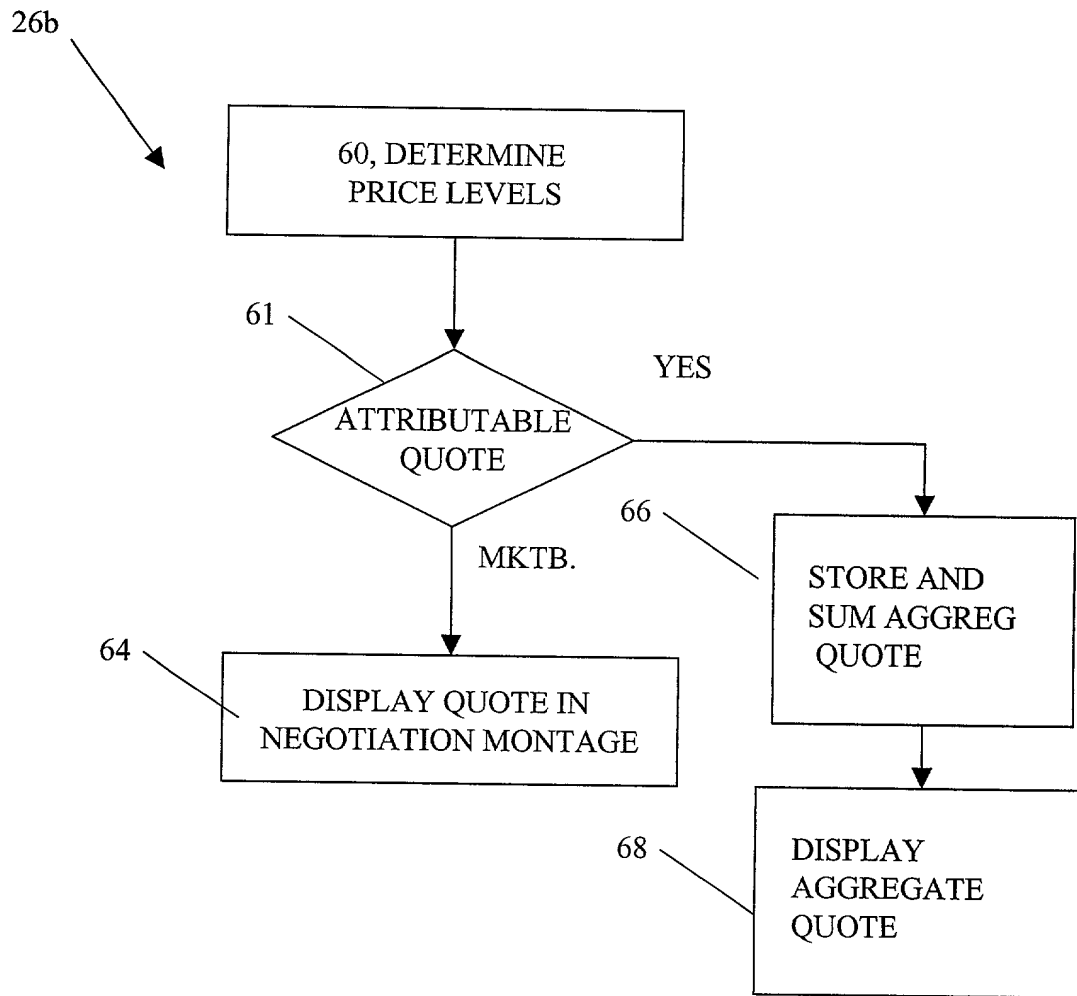 26b
60, DETERMINE
PRICE LEVELS
61
YES
ATTRIBUTABLE
QUOTE
66
MKTB.
STORE AND
SUM AGGREG
QUOTE
64
DISPLAY QUOTE IN
NEGOTIATION MONTAGE
68
DISPLAY
AGGREGATE
QUOTE